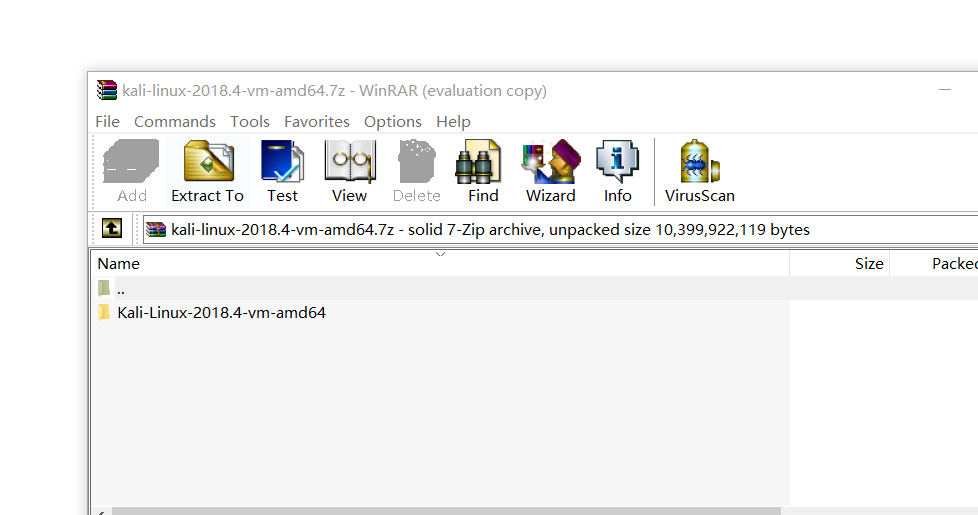 kali-linux-2018.4-vm-amd64.7z - WinRAR (evaluation copy)
File Commands Tools Favorites Options Help
Add Extract To Test View Delete Find Wizard Info VirusScan
kali-linux-2018.4-vm-amd64.7z - solid 7-Zip archive, unpacked size 10,399,922,119 bytes
Name Size Packed
..
Kali-Linux-2018.4-vm-amd64